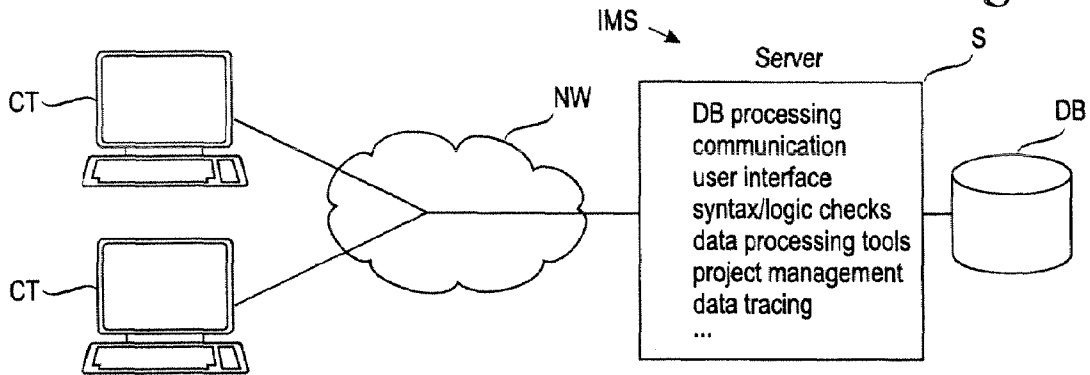 IMS
S
Server
CT
NW
DB
DB processing
communication
user interface
syntax/logic checks
data processing tools
project management
data tracing
...
CT